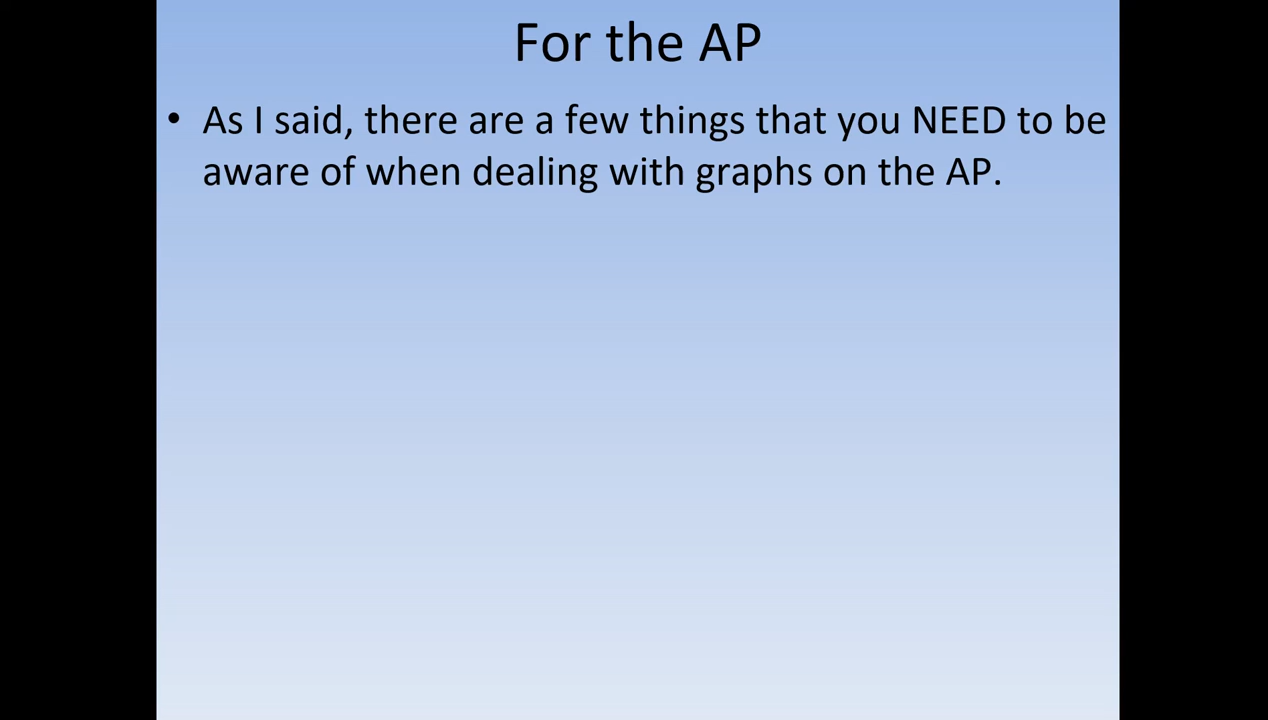 For the AP
• As I said, there are a few things that you NEED to be
aware of when dealing with graphs on the AP.